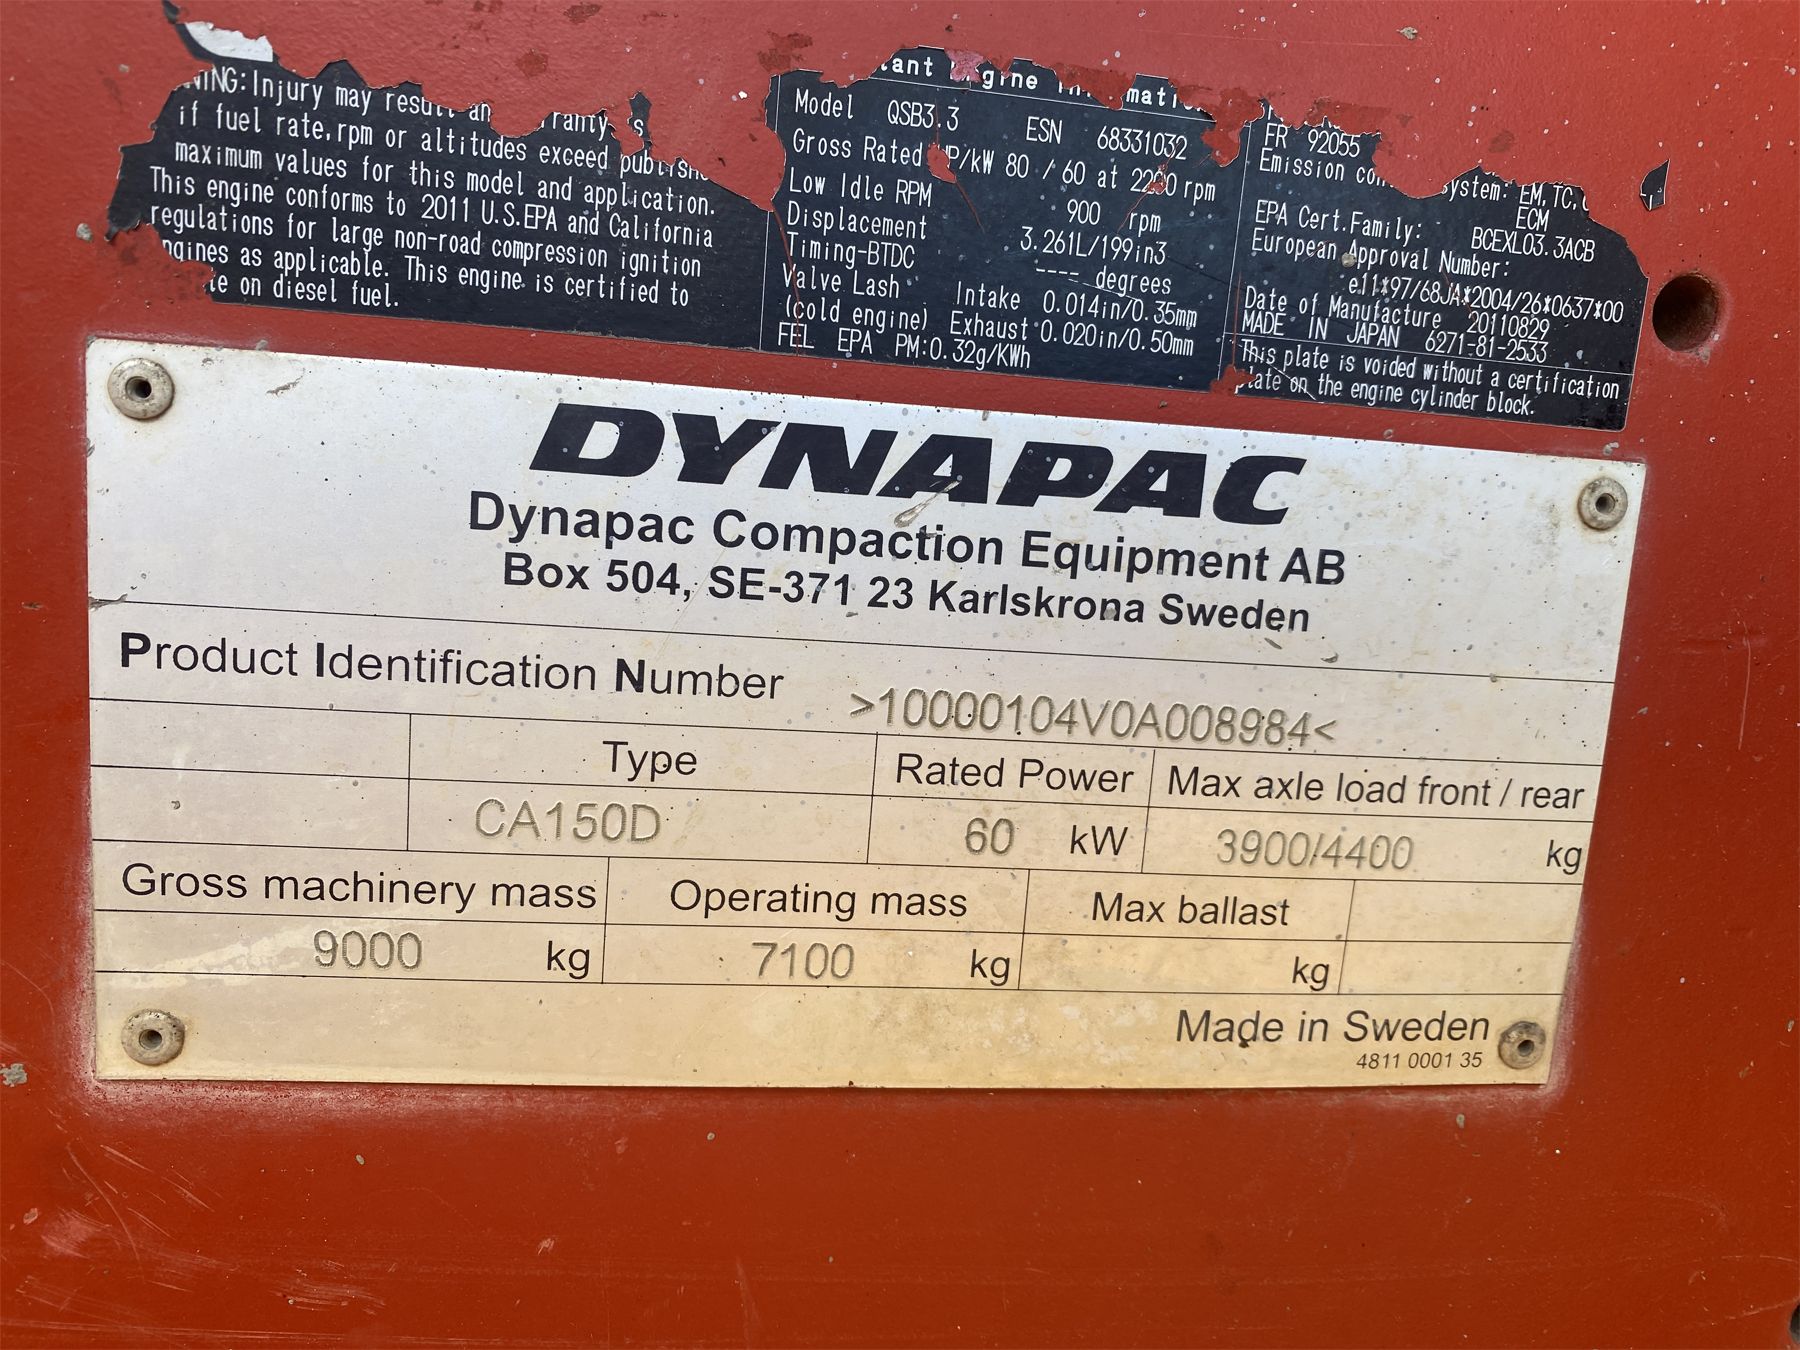 Injury may result an
if fuel rate, rpm or altitudes exceed
maximum values for this model and application.
This engine conforms to 2011 U.S.EPA and California
regulations for large non-road compression ignition
as applicable. This engine is certified to
on diesel fuel.
Model QSB3.3 ESN 68331032
Gross Rated /kW 80 / 60 at 2200 rpm
Low Idle RPM 900 rpm
Displacement 3.261L/199in3
Timing-BTDC ---- degrees
Valve Lash Intake 0.014in/0.35mm
(cold engine) Exhaust 0.020in/0.50mm
FEL EPA PM:0.32g/KWh
FR 92055
Emission System: EM, TC,
ECM
EPA Cert.Family: BCEXL03.3ACB
European Approval Number:
e11*97/68JA*2004/26*0637*00
Date of Manufacture 20110829
MADE IN JAPAN 6271-81-2533
This plate is voided without a certification
plate on the engine cylinder block.
DYNAPAC
Dynapac Compaction Equipment AB
Box 504, SE-371 23 Karlskrona Sweden
Product Identification Number >10000104V0A008984<
Type Rated Power Max axle load front / rear
CA150D 60 kW 3900/4400 kg
Gross machinery mass Operating mass Max ballast
9000 kg 7100 kg kg
Made in Sweden
4811 0001 35